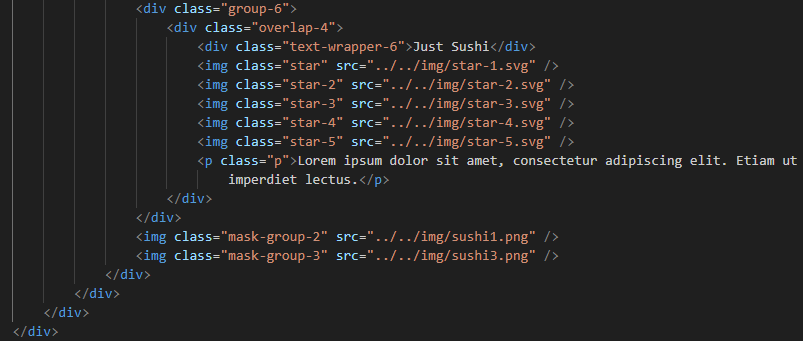 <div class="group-6">
<div class="overlap-4">
<div class="text-wrapper-6">Just Sushi</div>
<img class="star" src="../../img/star-1.svg" />
<img class="star-2" src="../../img/star-2.svg" />
<img class="star-3" src="../../img/star-3.svg" />
<img class="star-4" src="../../img/star-4.svg" />
<img class="star-5" src="../../img/star-5.svg" />
<p class="p">Lorem ipsum dolor sit amet, consectetur adipiscing elit. Etiam ut
imperdiet lectus.</p>
</div>
</div>
<img class="mask-group-2" src="../../img/sushi1.png" />
<img class="mask-group-3" src="../../img/sushi3.png" />
</div>
</div>
</div>
</div>